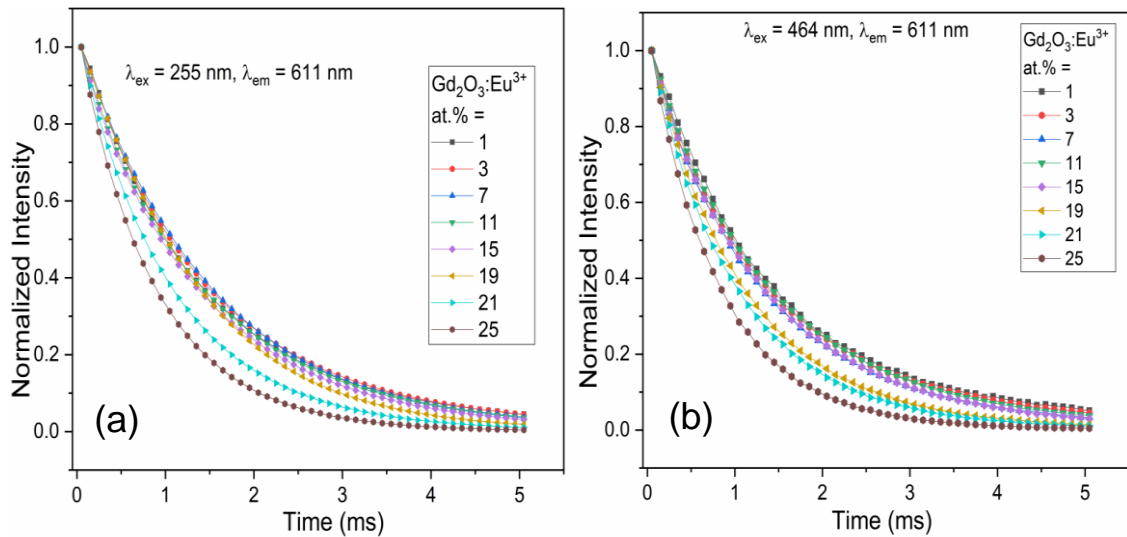 (a)
λex = 255 nm, λem = 611 nm
Gd2O3:Eu3+
at.% =
1
3
7
11
15
19
21
25
Normalized Intensity
1.0
0.8
0.6
0.4
0.2
0.0
0 1 2 3 4 5
Time (ms)
(b)
λex = 464 nm, λem = 611 nm
Gd2O3:Eu3+
at.% =
1
3
7
11
15
19
21
25
Normalized Intensity
1.0
0.8
0.6
0.4
0.2
0.0
0 1 2 3 4 5
Time (ms)